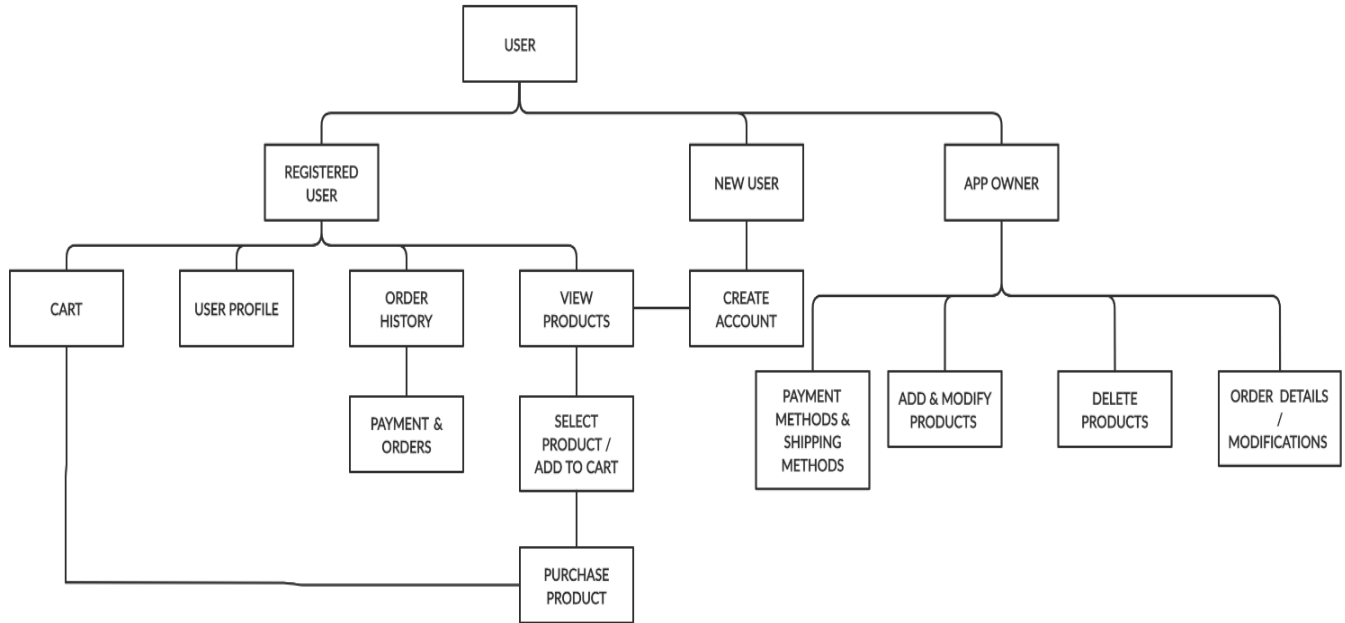 USER
REGISTERED
USER
NEW USER
APP OWNER
CART
USER PROFILE
ORDER
HISTORY
VIEW
PRODUCTS
CREATE
ACCOUNT
PAYMENT &
ORDERS
SELECT
PRODUCT /
ADD TO CART
PAYMENT
METHODS &
SHIPPING
METHODS
ADD & MODIFY
PRODUCTS
DELETE
PRODUCTS
ORDER DETAILS
/
MODIFICATIONS
PURCHASE
PRODUCT